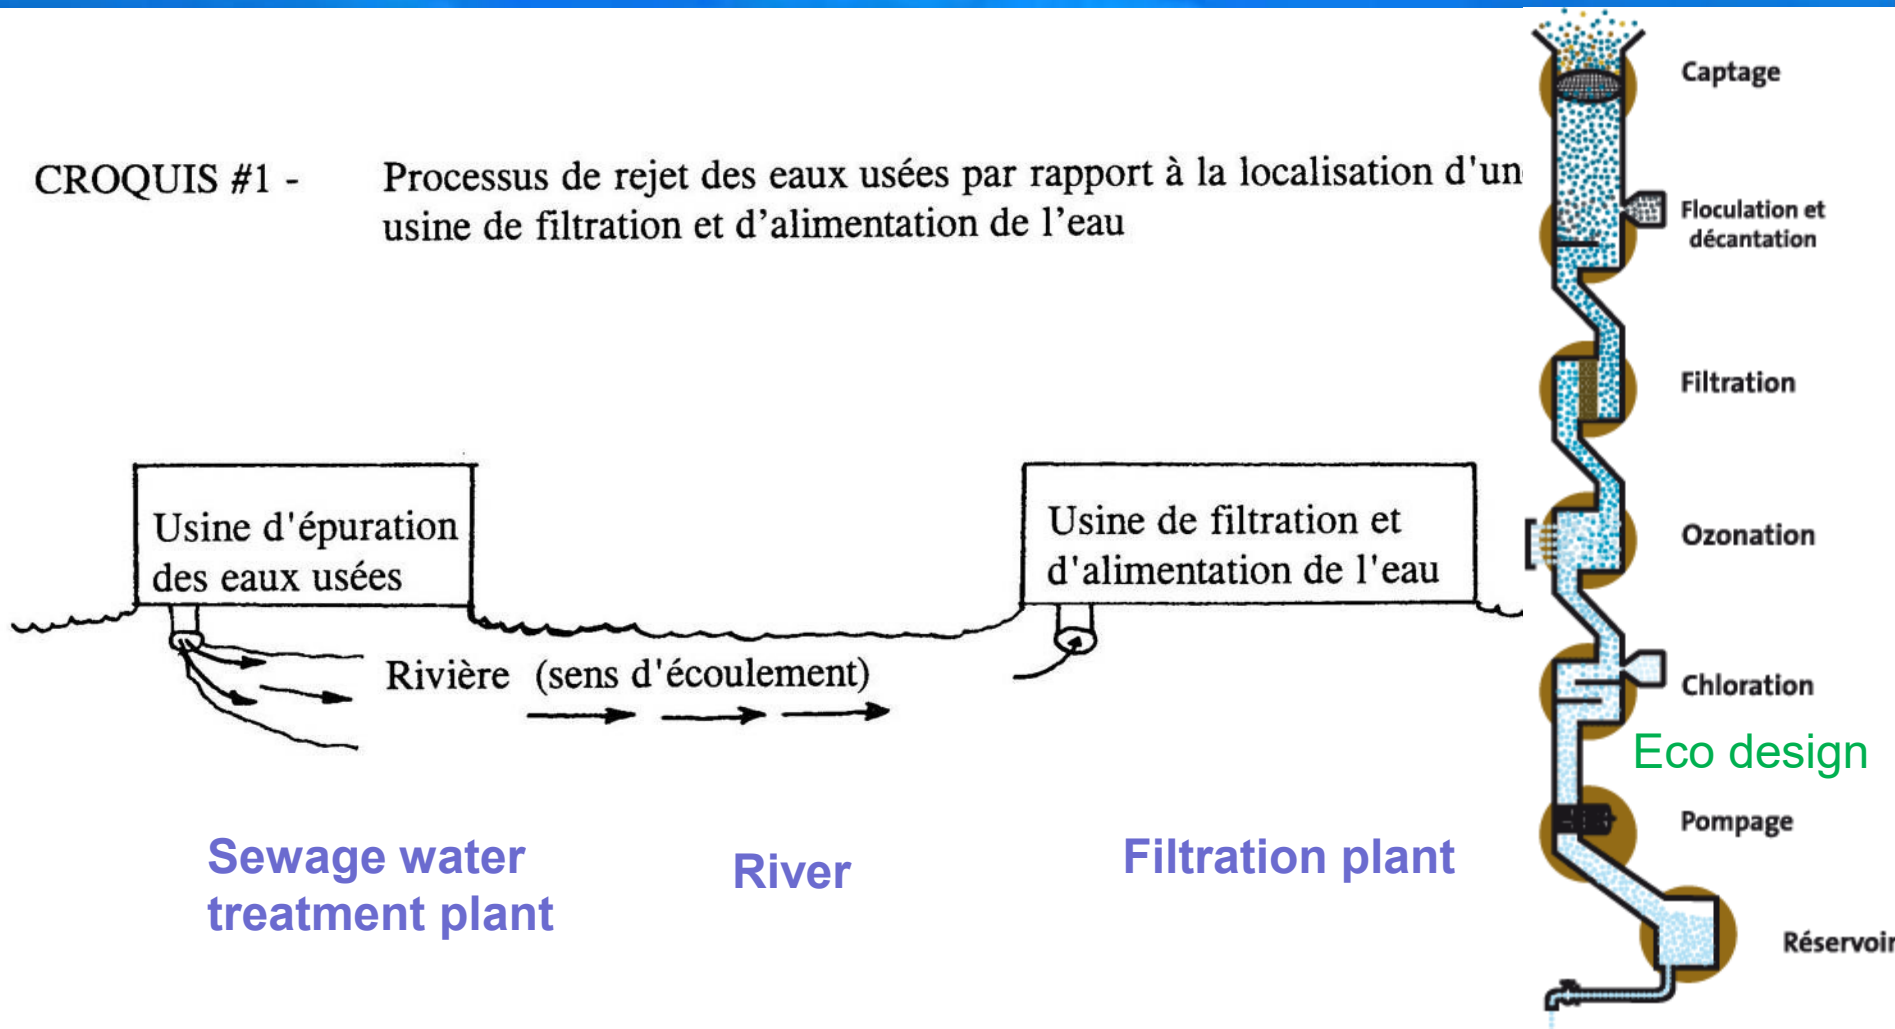 CROQUIS #1 - Processus de rejet des eaux usées par rapport à la localisation d'un
usine de filtration et d'alimentation de l'eau
Usine d'épuration
des eaux usées
Rivière (sens d'écoulement)
Usine de filtration et
d'alimentation de l'eau
Sewage water
treatment plant
River
Filtration plant
Captage
Floculation et
décantation
Filtration
Ozonation
Chloration
Eco design
Pompage
Réservoir